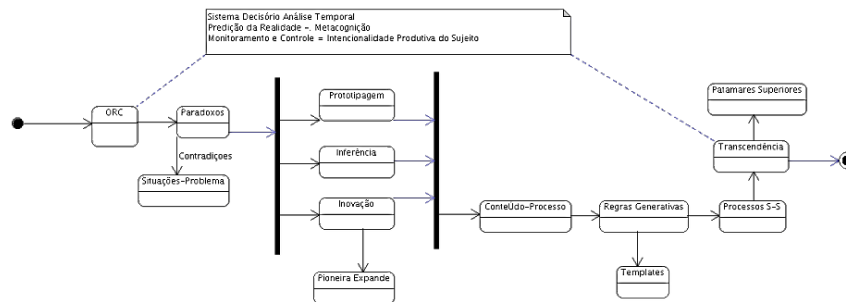 Sistema Decisório Análise Temporal
Predição da Realidade -. Metacognição
Monitoramento e Controle = Intencionalidade Produtiva do Sujeito
ORC
Paradoxos
Contradiçoes
Situações-Problema
Prototipagem
Inferência
Inovação
Pioneira Expande
ConteÚdo-Processo
Regras Generativas
Templates
Processos S-S
Transcendência
Patamares Superiores